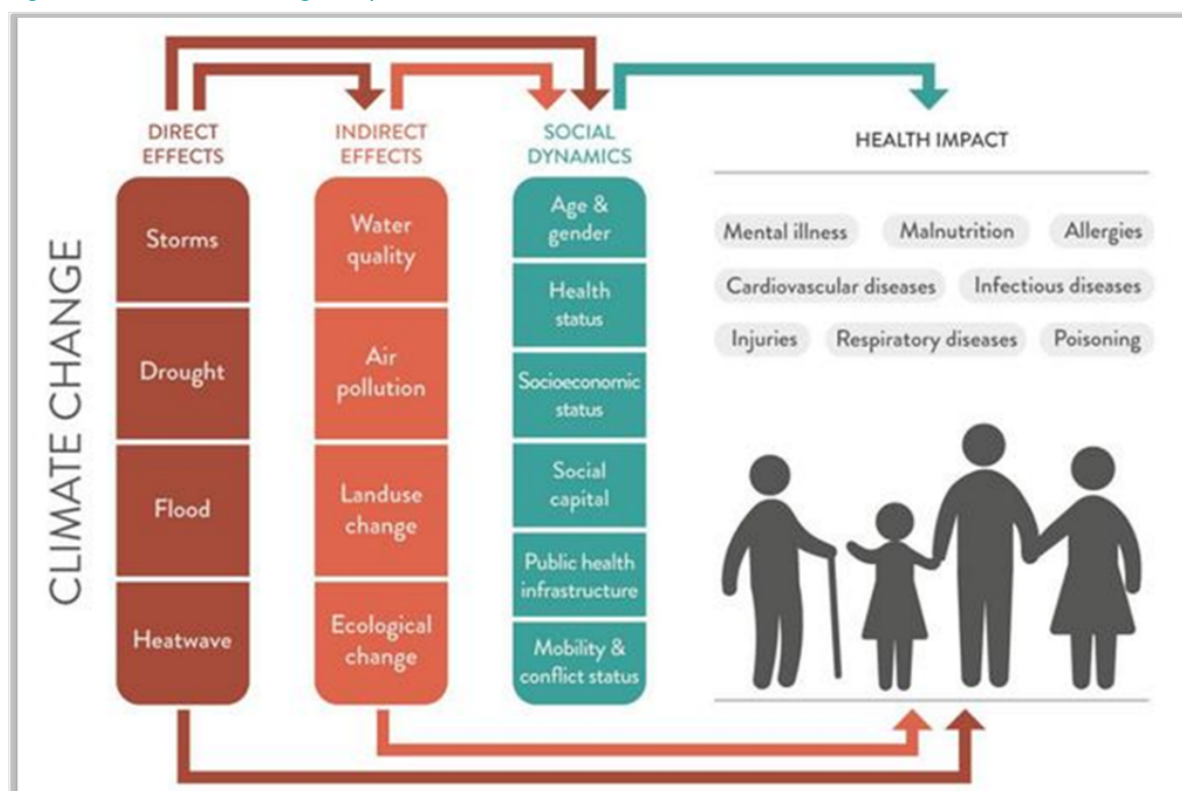 CLIMATE CHANGE
DIRECT
EFFECTS
Storms
Drought
Flood
Heatwave
INDIRECT
EFFECTS
Water
quality
Air
pollution
Landuse
change
Ecological
change
SOCIAL
DYNAMICS
Age &
gender
Health
status
Socioeconomic
status
Social
capital
Public health
infrastructure
Mobility &
conflict status
HEALTH IMPACT
Mental illness
Malnutrition
Allergies
Cardiovascular diseases
Infectious diseases
Injuries
Respiratory diseases
Poisoning